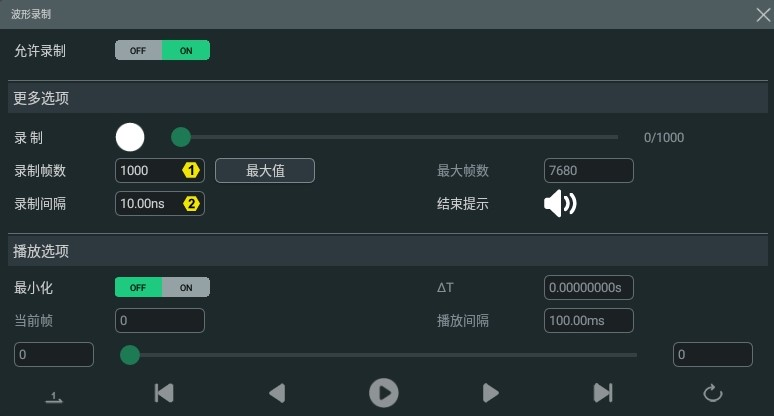 波形录制
允许录制 OFF ON
更多选项
录 制 0/1000
录制帧数 1000 1 最大值 最大帧数 7680
录制间隔 10.00ns 2 结束提示
播放选项
最小化 OFF ON ΔT 0.00000000s
当前帧 0 播放间隔 100.00ms
0 0
1